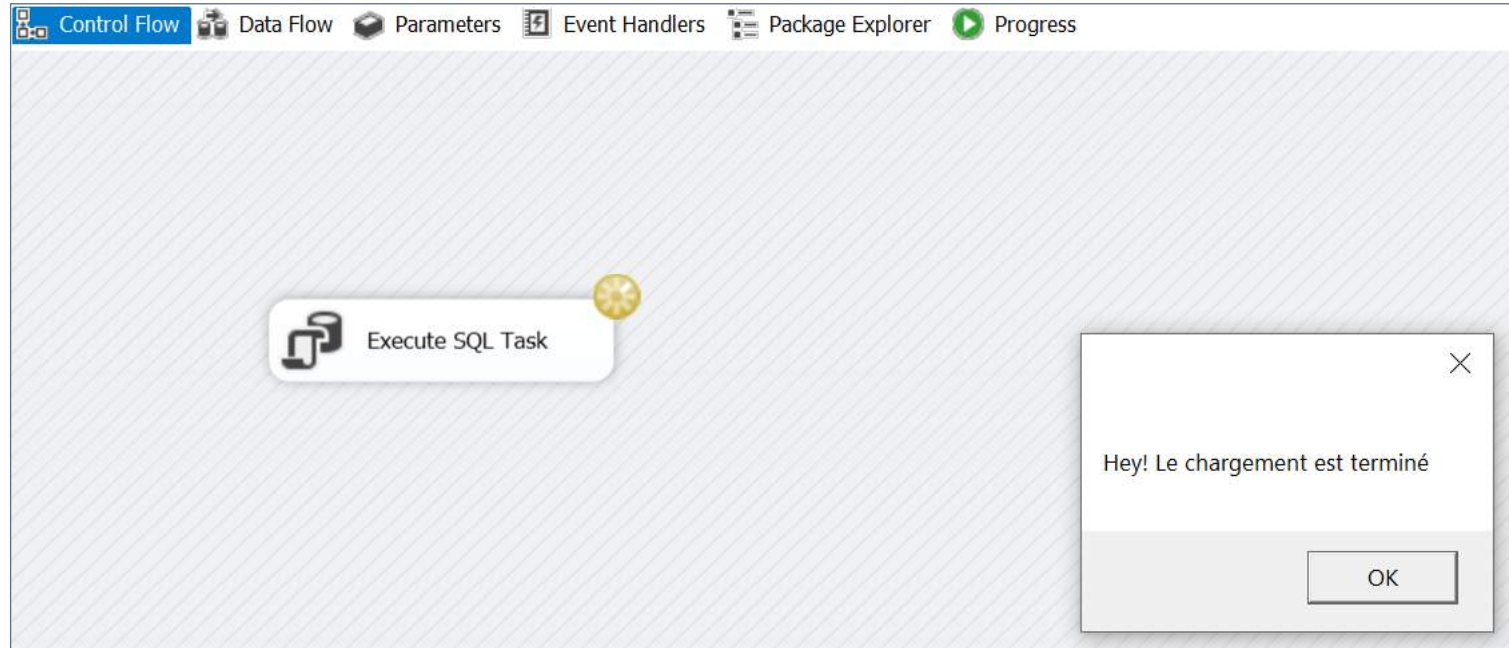 Control Flow Data Flow Parameters Event Handlers Package Explorer Progress
Execute SQL Task
Hey! Le chargement est terminé
OK